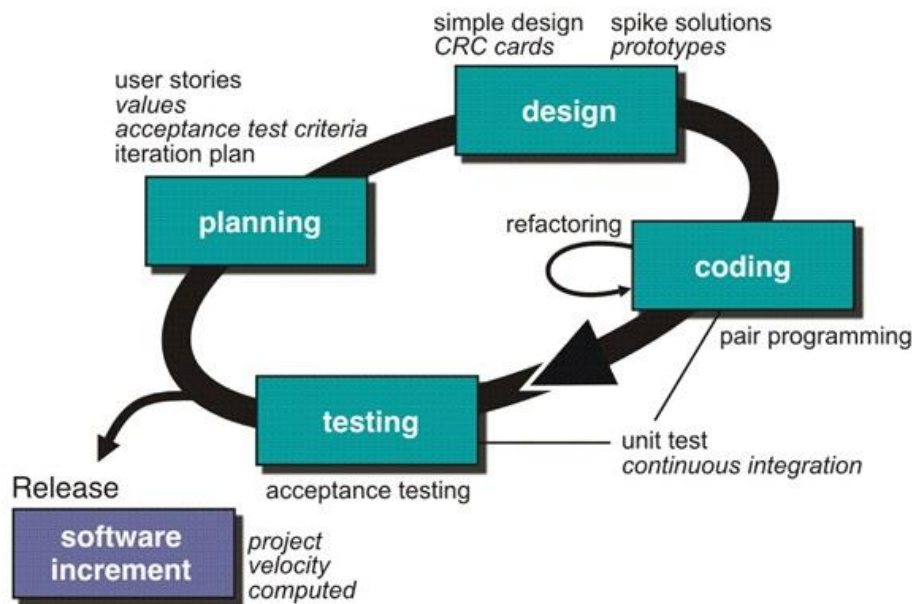 simple design
CRC cards
spike solutions
prototypes
user stories
values
acceptance test criteria
iteration plan
design
planning
refactoring
coding
pair programming
testing
unit test
continuous integration
acceptance testing
Release
software
increment
project
velocity
computed